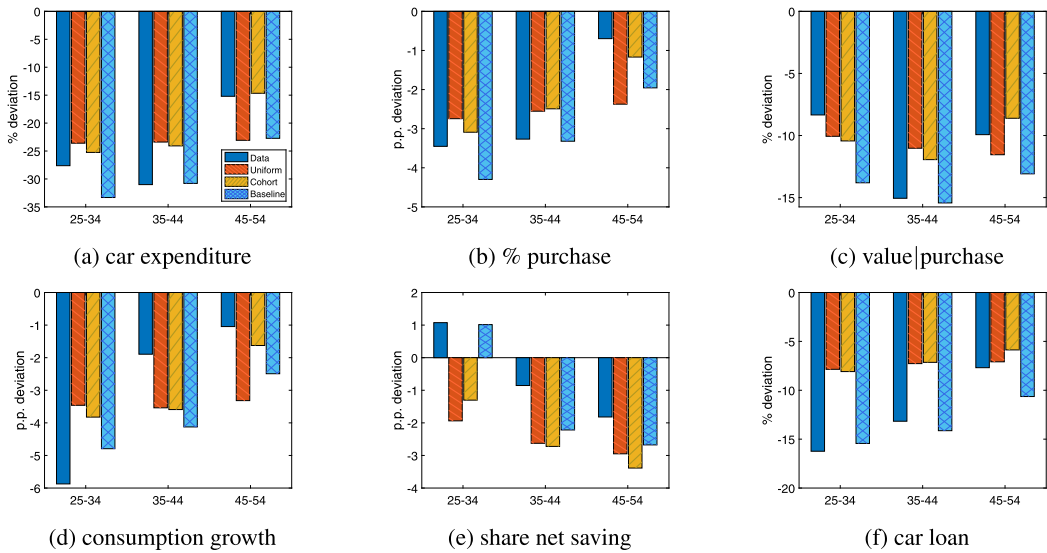 0
-5
-10
-15
-20
-25
-30
-35
% deviation
25-34 35-44 45-54
Data
Uniform
Cohort
Baseline
(a) car expenditure
0
-1
-2
-3
-4
-5
p.p. deviation
25-34 35-44 45-54
(b) % purchase
0
-5
-10
-15
% deviation
25-34 35-44 45-54
(c) value|purchase
0
-1
-2
-3
-4
-5
-6
p.p. deviation
25-34 35-44 45-54
(d) consumption growth
2
1
0
-1
-2
-3
-4
p.p. deviation
25-34 35-44 45-54
(e) share net saving
0
-5
-10
-15
-20
% deviation
25-34 35-44 45-54
(f) car loan